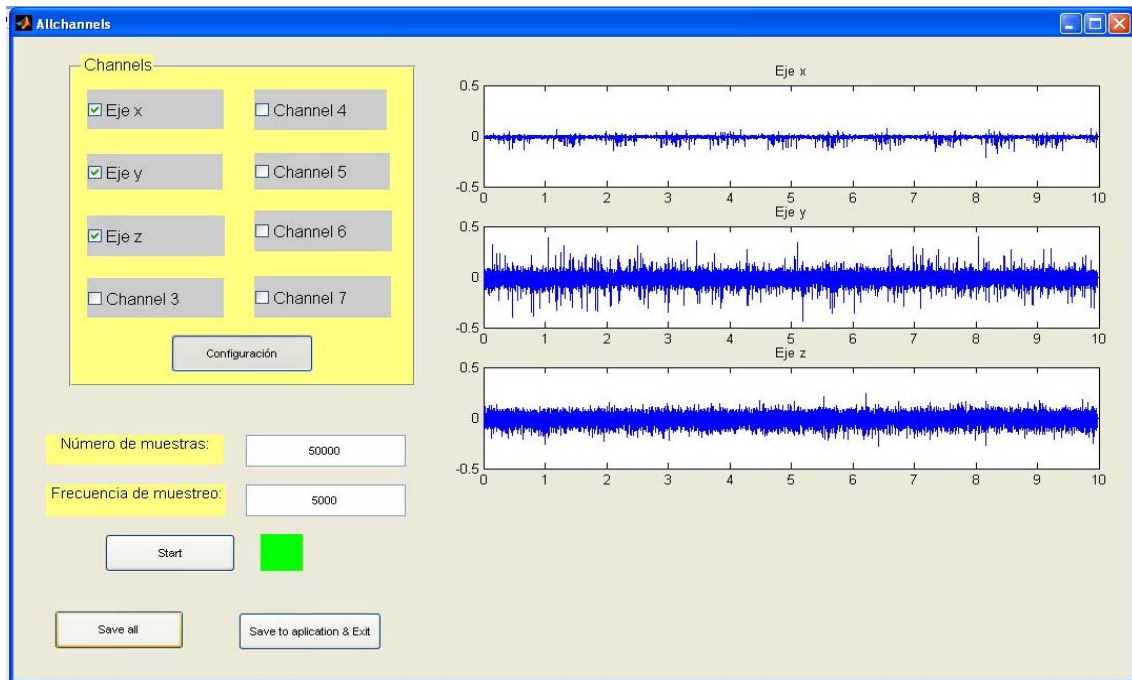 Allchannels
Channels
Eje x
Channel 4
Eje y
Channel 5
Eje z
Channel 6
Channel 3
Channel 7
Configuración
Número de muestras:
50000
Frecuencia de muestreo:
5000
Start
Save all
Save to aplication & Exit
Eje x
0.5
0
-0.5
0 1 2 3 4 5 6 7 8 9 10
Eje y
0.5
0
-0.5
0 1 2 3 4 5 6 7 8 9 10
Eje z
0.5
0
-0.5
0 1 2 3 4 5 6 7 8 9 10